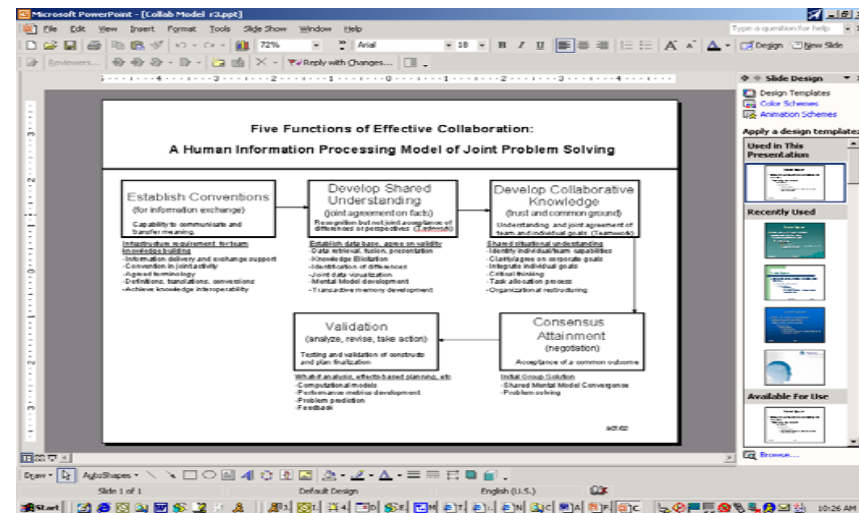 Microsoft PowerPoint - [Collab Model r3.ppt]
File Edit View Insert Format Tools Slide Show Window Help
Type a question for help
72%
Arial
18
B I U
Design New Slide
Reviewers...
Reply with Changes...
Slide Design
Design Templates
Color Schemes
Animation Schemes
Apply a design template:
Used in This Presentation
Recently Used
Available For Use
Browse...
Five Functions of Effective Collaboration:
A Human Information Processing Model of Joint Problem Solving
Establish Conventions
(for information exchange)
Capability to communicate and
transfer meaning.
Infrastructure requirement for team
knowledge building
-Information delivery and exchange support
-Convention in joint activity
-Agreed terminology
-Definitions, translations, conversions
-Achieve knowledge interoperability
Develop Shared
Understanding
(joint agreement on facts)
Recognition but not joint acceptance of
differences or perspectives (Taskwork)
Establish data base, agree on validity
-Data retrieval, fusion, presentation
-Knowledge Elicitation
-Identification of differences
-Joint data visualization
-Mental Model development
-Transactive memory development
Develop Collaborative
Knowledge
(trust and common ground)
Understanding and joint agreement of
team and individual goals (Teamwork)
Shared situational understanding
-Identify individual/team capabilities
-Clarify/agree on corporate goals
-Integrate individual goals
-Critical thinking
-Task allocation process
-Organizational restructuring
Validation
(analyze, revise, take action)
Testing and validation of constructs
and plan finalization
What-if analysis, effects-based planning, etc
-Computational models
-Performance metrics development
-Problem prediction
-Feedback
Consensus
Attainment
(negotiation)
Acceptance of a common outcome
Initial Group Solution
-Shared Mental Model Convergence
-Problem solving
Draw AutoShapes
Slide 1 of 1
Default Design
English (U.S.)
Start
10:26 AM